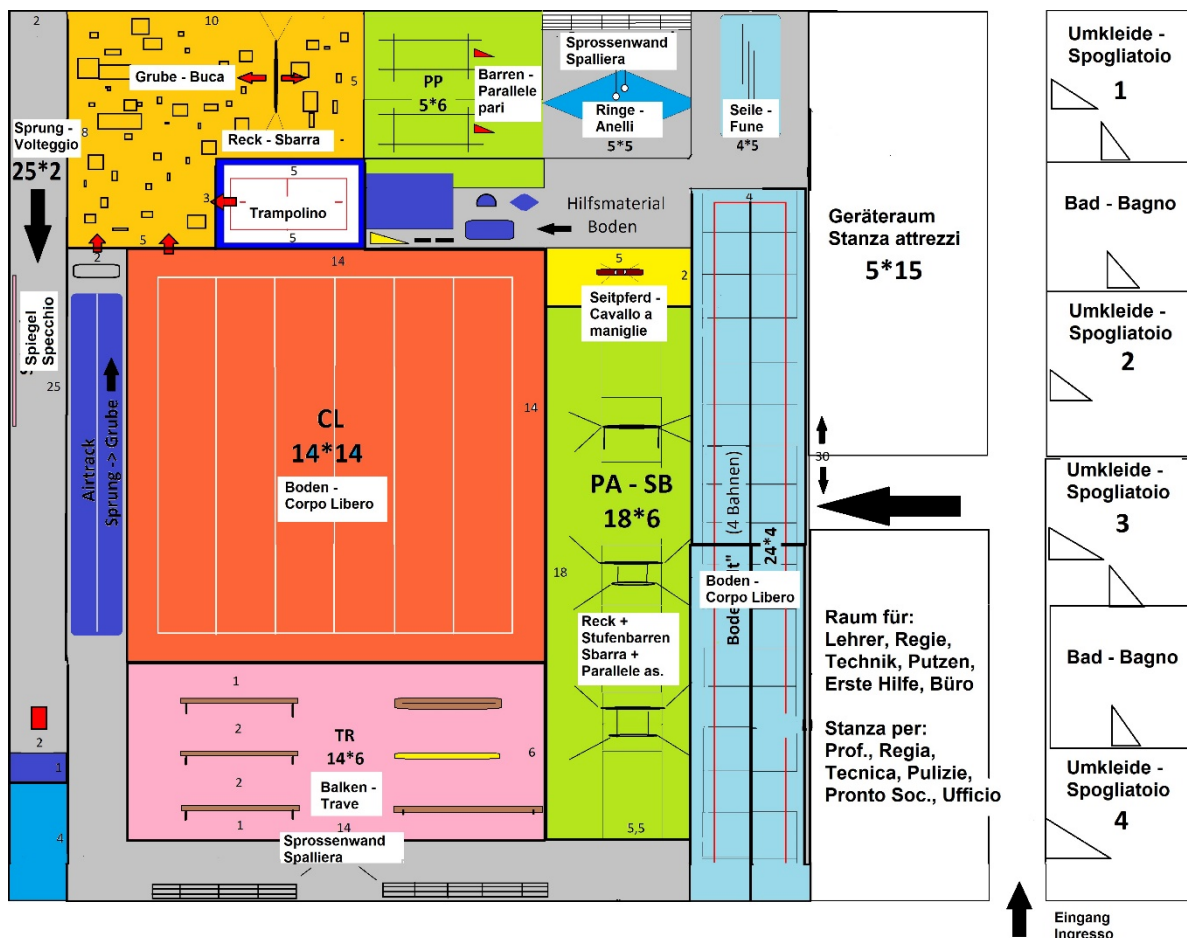 2
10
Grube - Buca
5
8
Reck - Sbarra
Sprung -
Volteggio
25*2
PP
5*6
Barren -
Parallele
pari
Sprossenwand
Spalliera
Ringe -
Anelli
5*5
Seile -
Fune
4*5
5
3
Trampolino
5
5
2
Hilfsmaterial
Boden
Geräteraum
Stanza attrezzi
5*15
Umkleide -
Spogliatoio
1
Bad - Bagno
Umkleide -
Spogliatoio
2
Umkleide -
Spogliatoio
3
Bad - Bagno
Umkleide -
Spogliatoio
4
Spiegel
Specchio
25
Airtrack
Sprung -> Grube
14
14
CL
14*14
Boden -
Corpo Libero
5
2
Seitpferd -
Cavallo a
maniglie
PA - SB
18*6
18
Reck +
Stufenbarren
Sbarra +
Parallele as.
5,5
4
(4 Bahnen)
24*4
Boden -
Corpo Libero
30
Raum für:
Lehrer, Regie,
Technik, Putzen,
Erste Hilfe, Büro
Stanza per:
Prof., Regia,
Tecnica, Pulizie,
Pronto Soc., Ufficio
1
2
TR
14*6
6
2
Balken -
Trave
1
14
Sprossenwand
Spalliera
2
1
4
Eingang
Ingresso